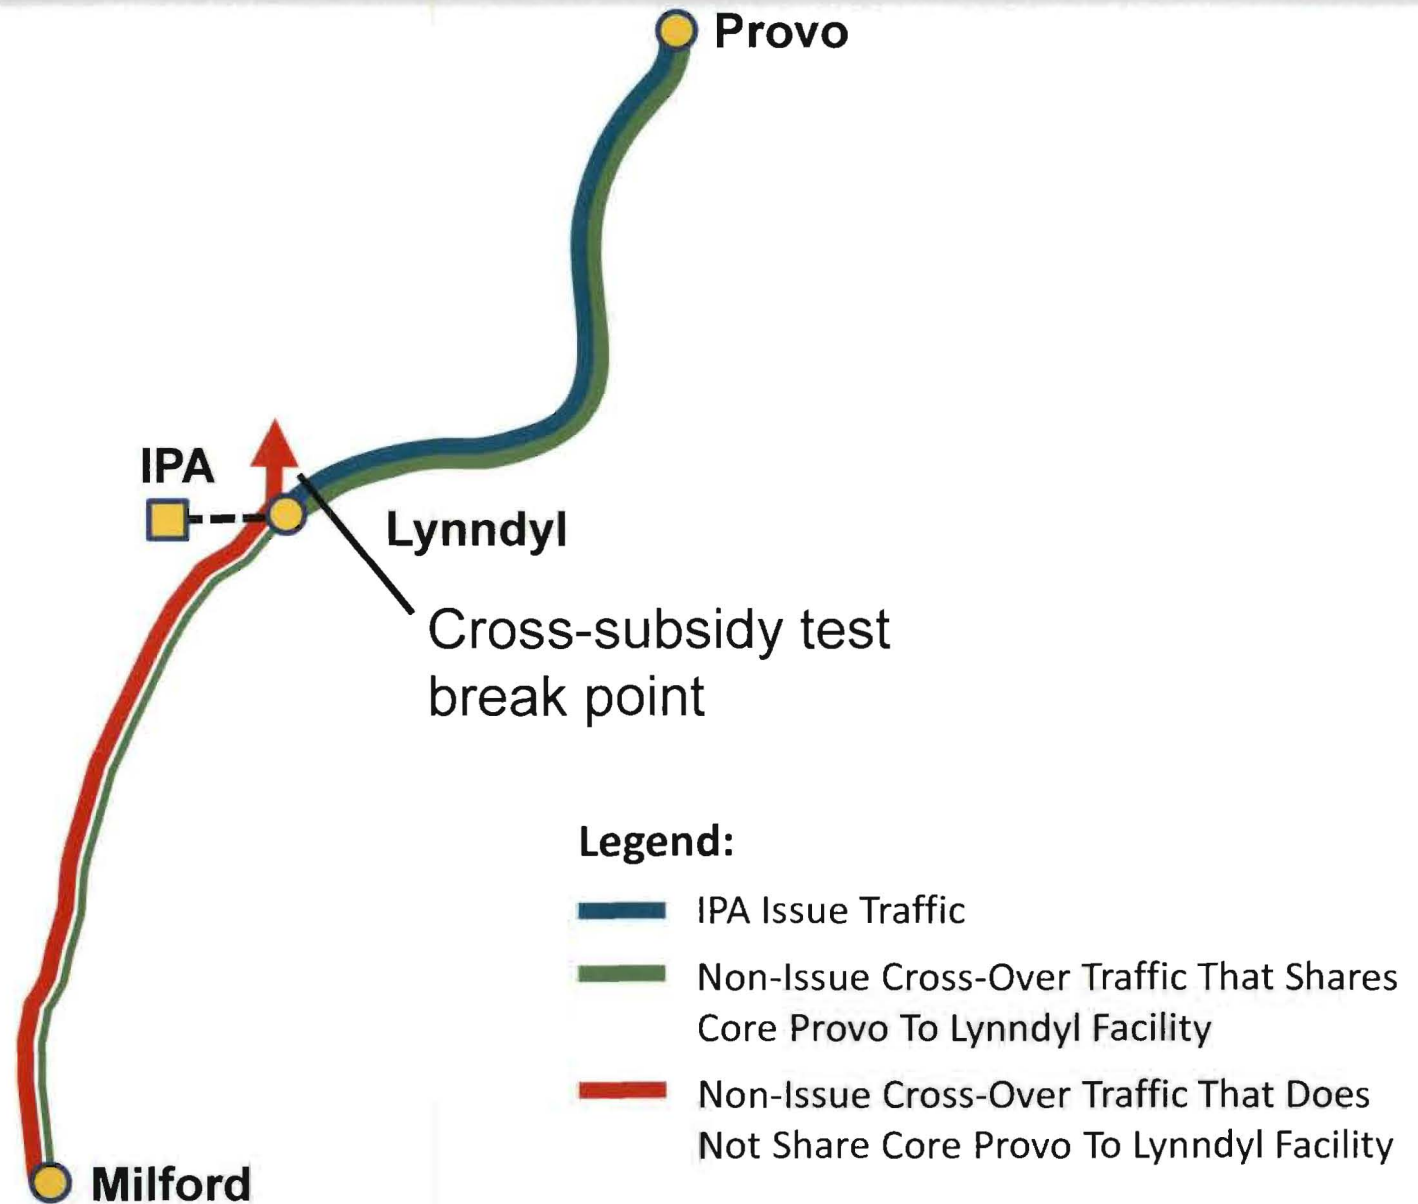 Provo
IPA
Lynndyl
Cross-subsidy test
break point
Legend:
IPA Issue Traffic
Non-Issue Cross-Over Traffic That Shares
Core Provo To Lynndyl Facility
Non-Issue Cross-Over Traffic That Does
Not Share Core Provo To Lynndyl Facility
Milford